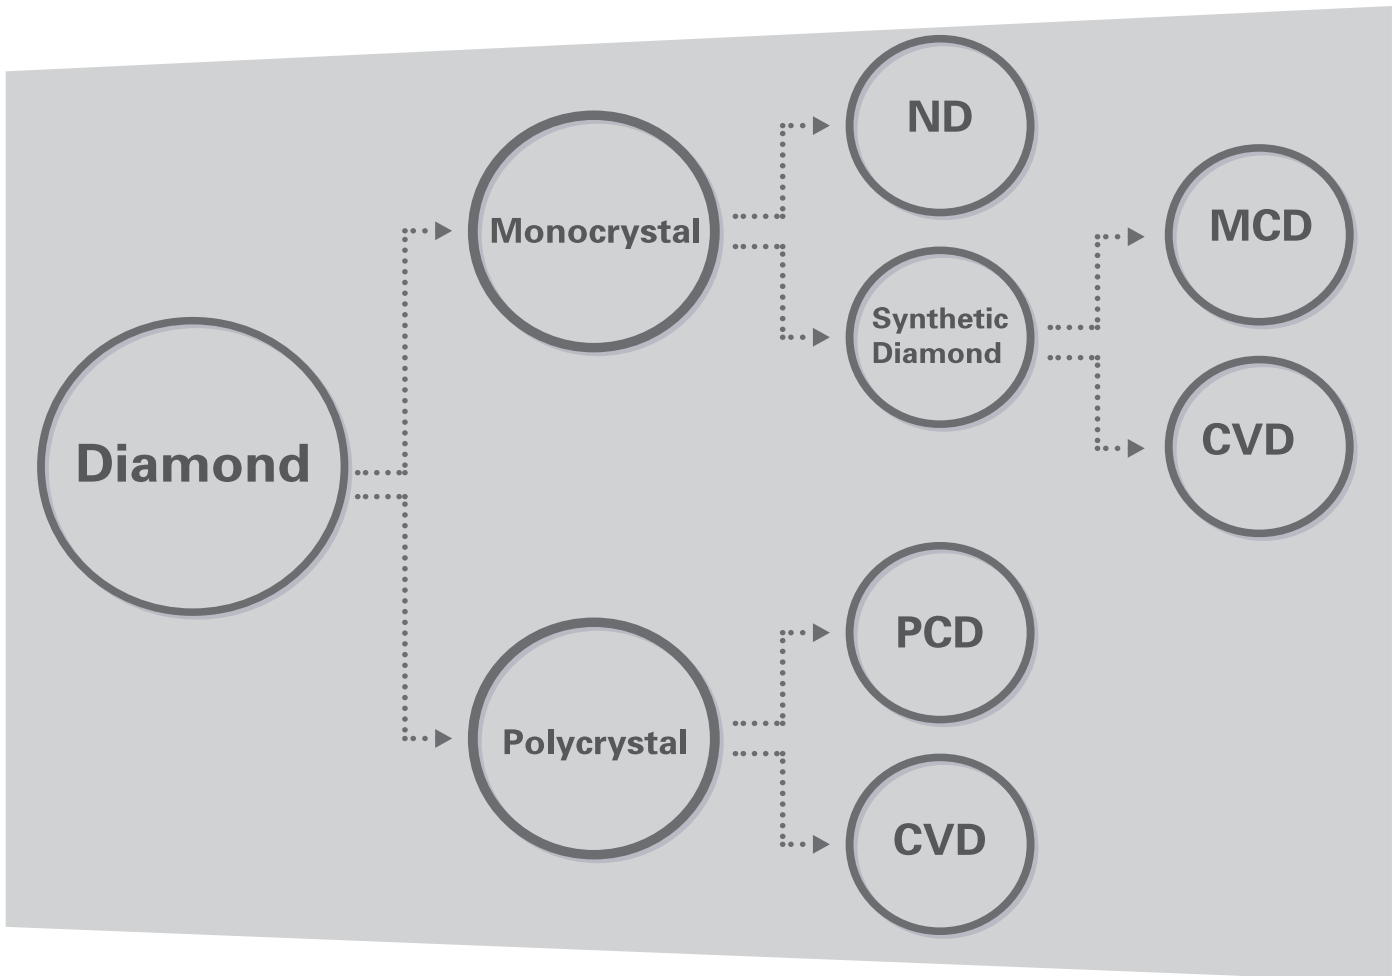 Diamond
Monocrystal
ND
Synthetic
Diamond
MCD
CVD
Polycrystal
PCD
CVD